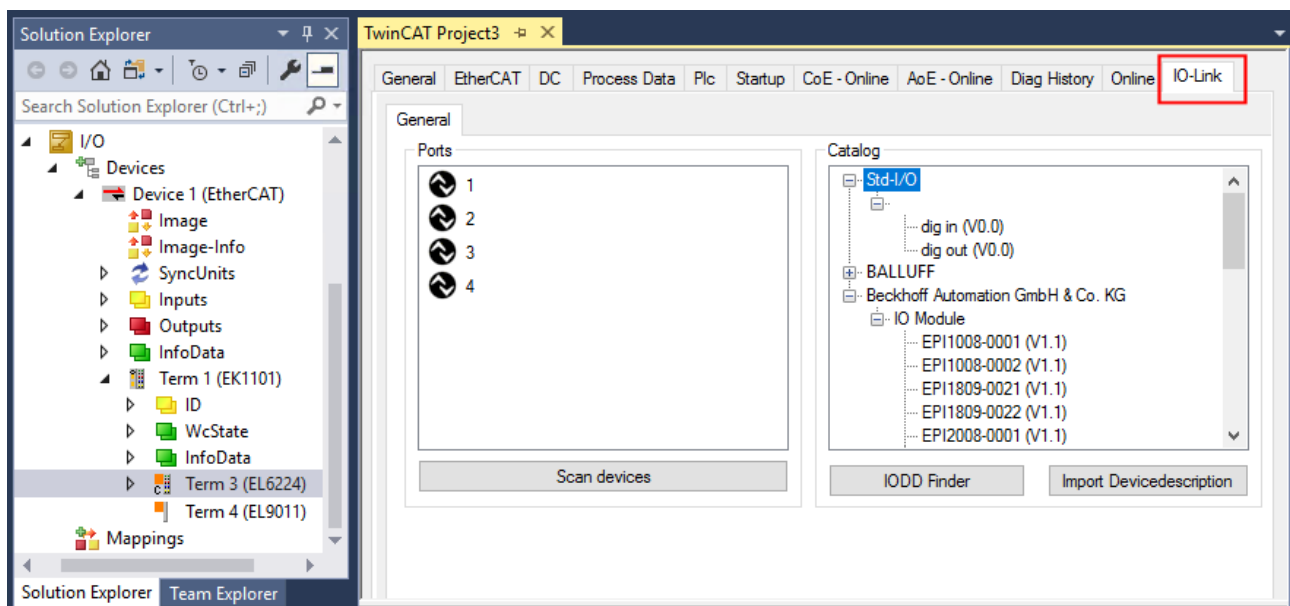 Solution Explorer
Search Solution Explorer (Ctrl+;)
I/O
Devices
Device 1 (EtherCAT)
Image
Image-Info
SyncUnits
Inputs
Outputs
InfoData
Term 1 (EK1101)
ID
WcState
InfoData
Term 3 (EL6224)
Term 4 (EL9011)
Mappings
Solution Explorer Team Explorer
TwinCAT Project3
General EtherCAT DC Process Data Plc Startup CoE - Online AoE - Online Diag History Online IO-Link
General
Ports
1
2
3
4
Scan devices
Catalog
Std-I/O
dig in (V0.0)
dig out (V0.0)
BALLUFF
Beckhoff Automation GmbH & Co. KG
IO Module
EPI1008-0001 (V1.1)
EPI1008-0002 (V1.1)
EPI1809-0021 (V1.1)
EPI1809-0022 (V1.1)
EPI2008-0001 (V1.1)
IODD Finder Import Devicedescription